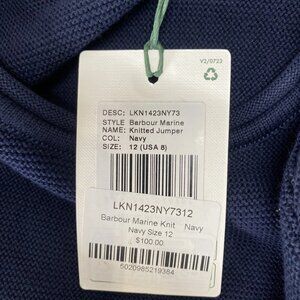 V2/0723
DESC: LKN1423NY73
STYLE Barbour Marine
NAME: Knitted Jumper
COL: Navy
SIZE: 12 (USA 8)
LKN1423NY7312
Barbour Marine Knit Navy
Navy Size 12
$100.00
5020985219384